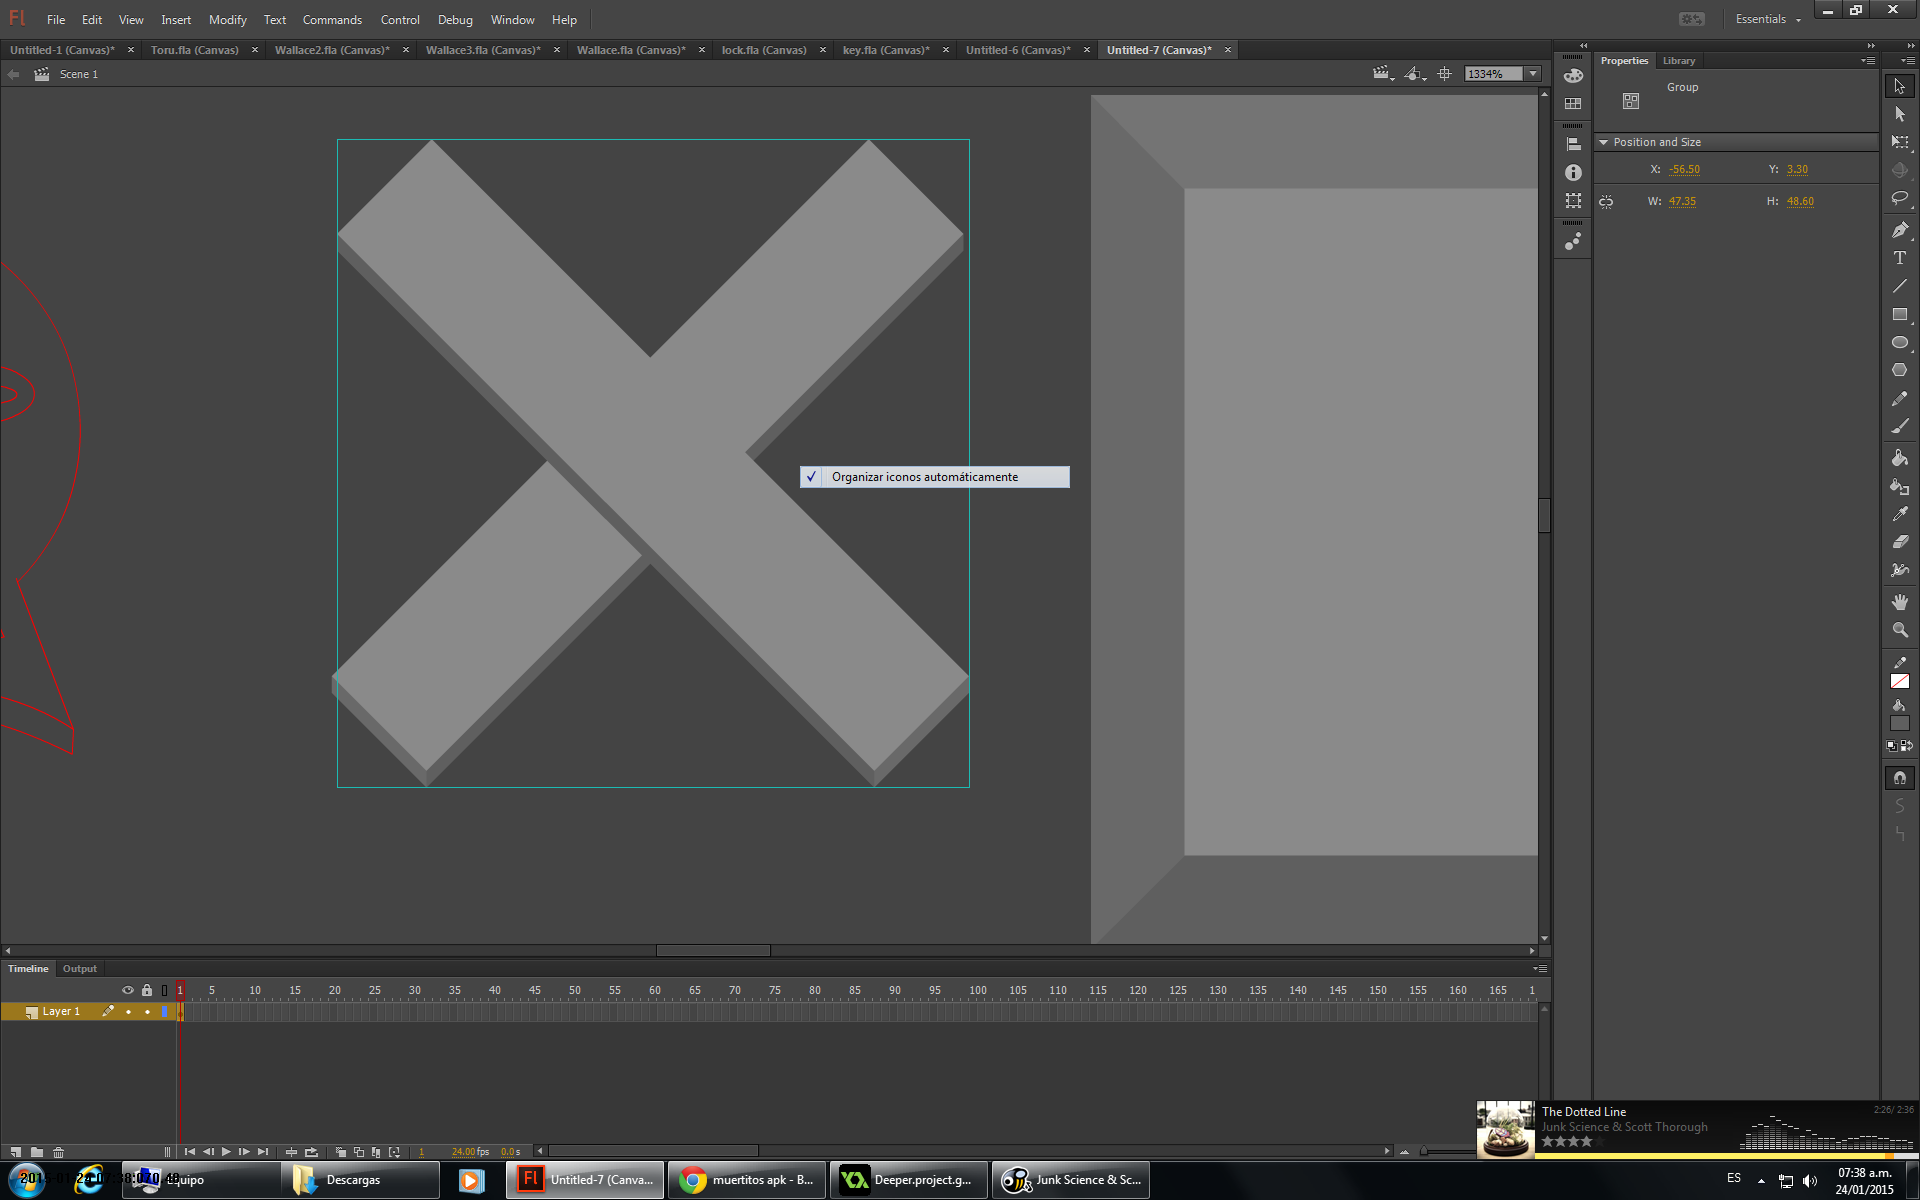 Fl File Edit View Insert Modify Text Commands Control Debug Window Help Essentials
Untitled-1 (Canvas)* Toru.fla (Canvas) Wallace2.fla (Canvas)* Wallace3.fla (Canvas)* Wallace.fla (Canvas)* lock.fla (Canvas) key.fla (Canvas)* Untitled-6 (Canvas)* Untitled-7 (Canvas)*
Scene 1 1334%
Properties Library
Group
Position and Size
X: -56.50 Y: 3.30
W: 47.35 H: 48.60
Organizar iconos automáticamente
Timeline Output
1 5 10 15 20 25 30 35 40 45 50 55 60 65 70 75 80 85 90 95 100 105 110 115 120 125 130 135 140 145 150 155 160 165 1
Layer 1
1 24.00 fps 0.0 s
The Dotted Line 2:26/ 2:36
Junk Science & Scott Thorough
Equipo Descargas Fl Untitled-7 (Canva... muertitos apk - B... Deeper.project.g... Junk Science & Sc... ES
07:38 a.m.
24/01/2015